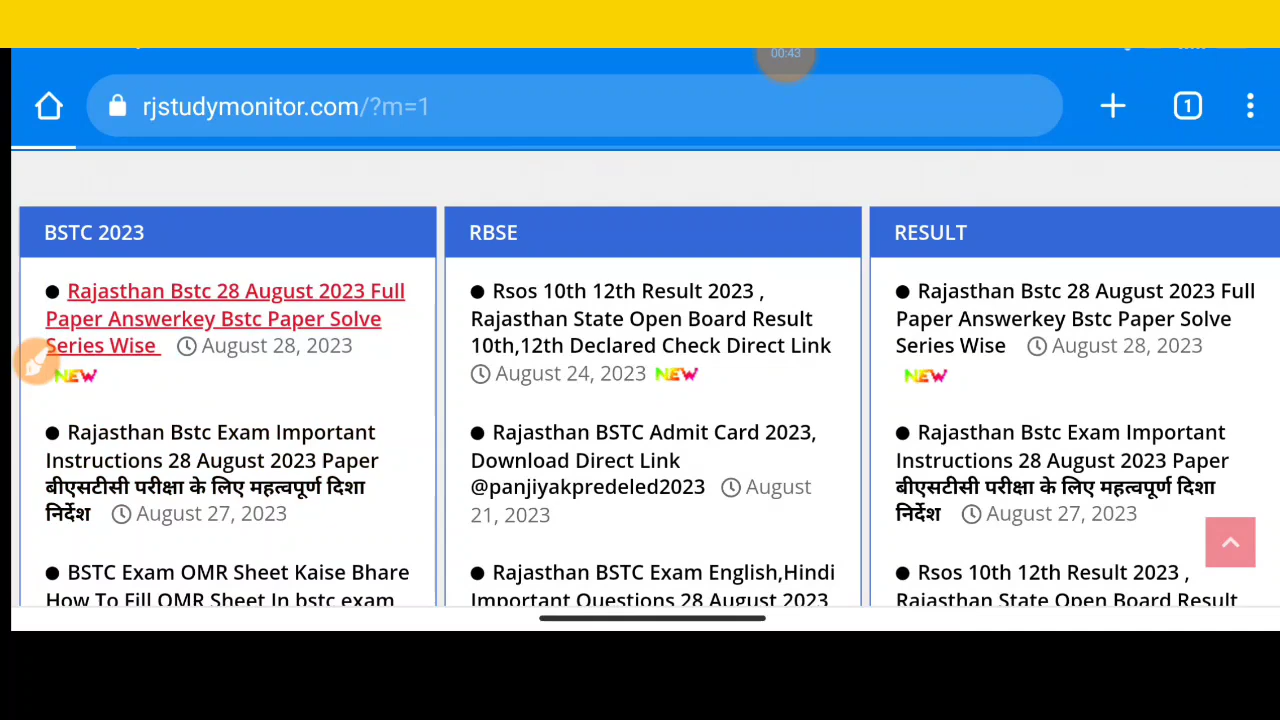 00:43
rjstudymonitor.com/?m=1
1
BSTC 2023
● Rajasthan Bstc 28 August 2023 Full
Paper Answerkey Bstc Paper Solve
Series Wise August 28, 2023
NEW
● Rajasthan Bstc Exam Important
Instructions 28 August 2023 Paper
बीएसटीसी परीक्षा के लिए महत्वपूर्ण दिशा
निर्देश August 27, 2023
● BSTC Exam OMR Sheet Kaise Bhare
How To Fill OMR Sheet In bstc exam
RBSE
● Rsos 10th 12th Result 2023 ,
Rajasthan State Open Board Result
10th,12th Declared Check Direct Link
August 24, 2023 NEW
● Rajasthan BSTC Admit Card 2023,
Download Direct Link
@panjiyakpredeled2023 August
21, 2023
● Rajasthan BSTC Exam English,Hindi
Important Questions 28 August 2023
RESULT
● Rajasthan Bstc 28 August 2023 Full
Paper Answerkey Bstc Paper Solve
Series Wise August 28, 2023
NEW
● Rajasthan Bstc Exam Important
Instructions 28 August 2023 Paper
बीएसटीसी परीक्षा के लिए महत्वपूर्ण दिशा
निर्देश August 27, 2023
● Rsos 10th 12th Result 2023 ,
Rajasthan State Open Board Result